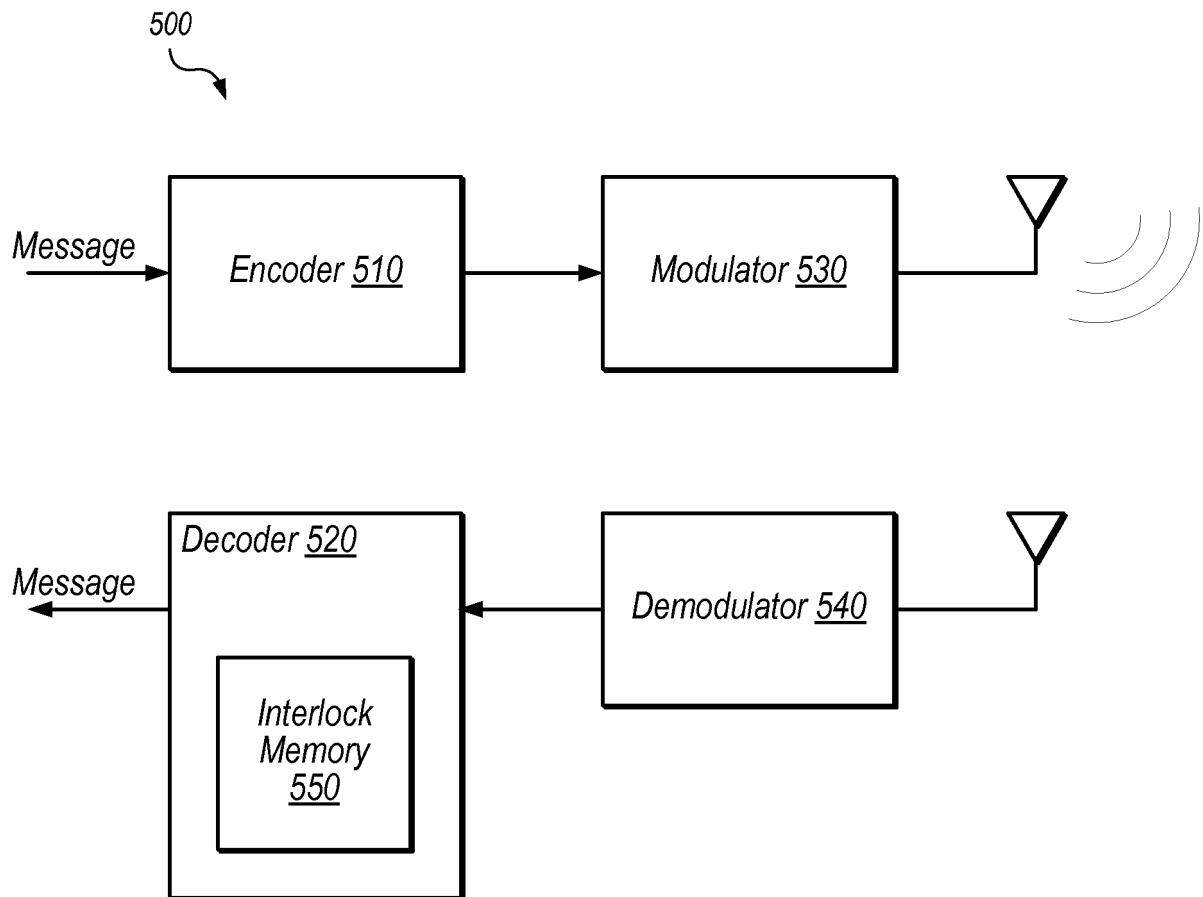 500
Message
Encoder 510
Modulator 530
Decoder 520
Message
Demodulator 540
Interlock
Memory
550